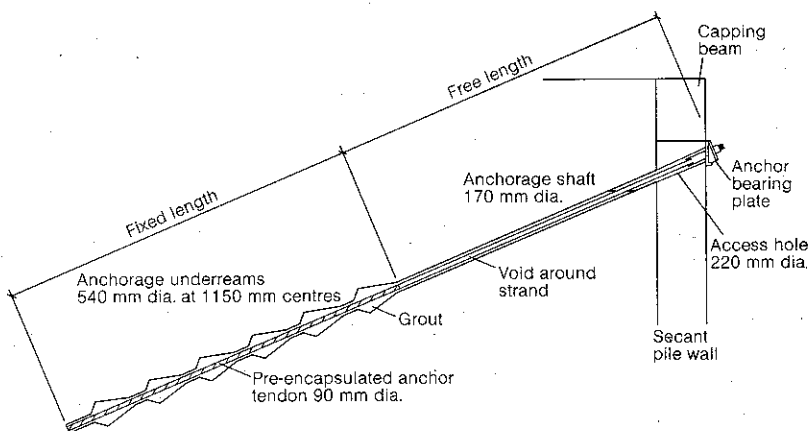 Capping
beam
Free length
Fixed length
Anchorage shaft
170 mm dia.
Anchor
bearing
plate
Access hole
220 mm dia.
Anchorage underreams
540 mm dia. at 1150 mm centres
Void around
strand
Grout
Secant
pile wall
Pre-encapsulated anchor
tendon 90 mm dia.